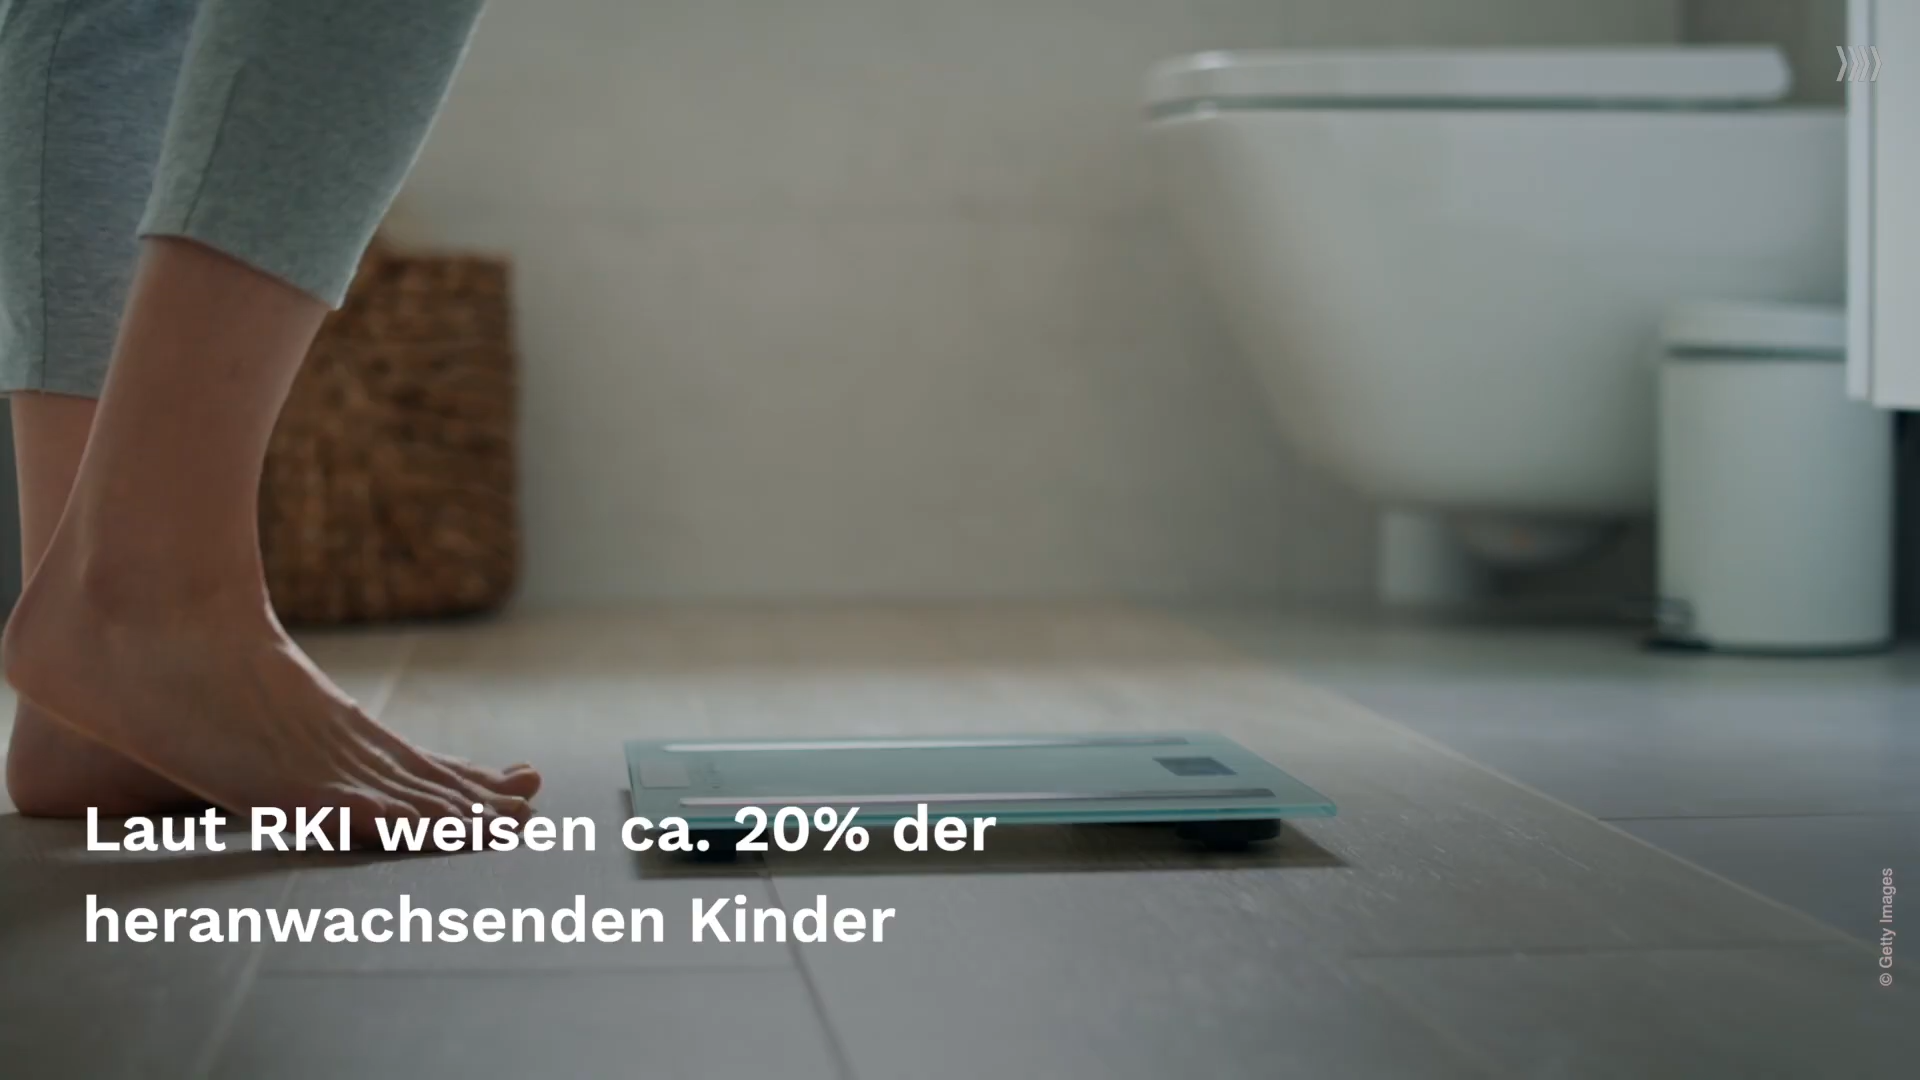 Laut RKI weisen ca. 20% der
heranwachsenden Kinder
© Getty Images